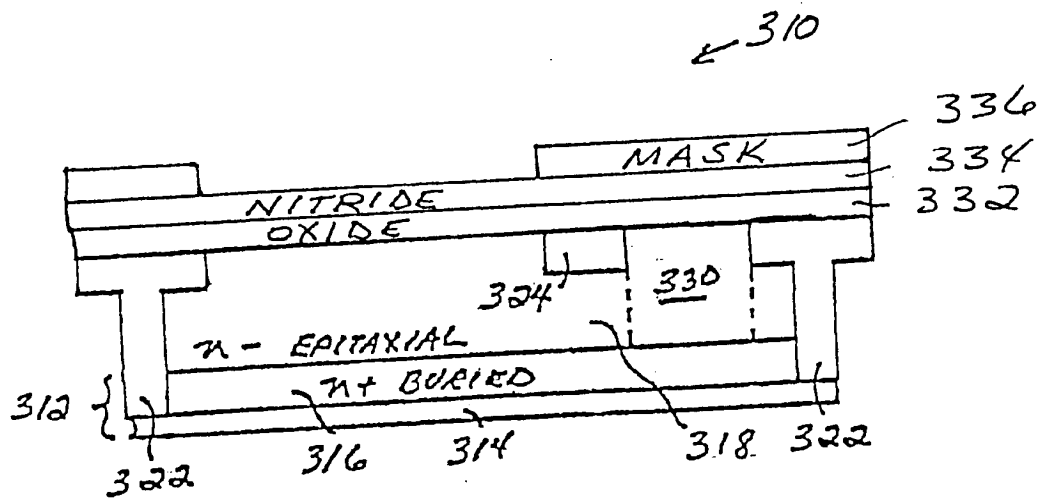 310
336
MASK
334
NITRIDE
332
OXIDE
324
330
n - EPITAXIAL
n+ BURIED
312
322
316
314
318
322